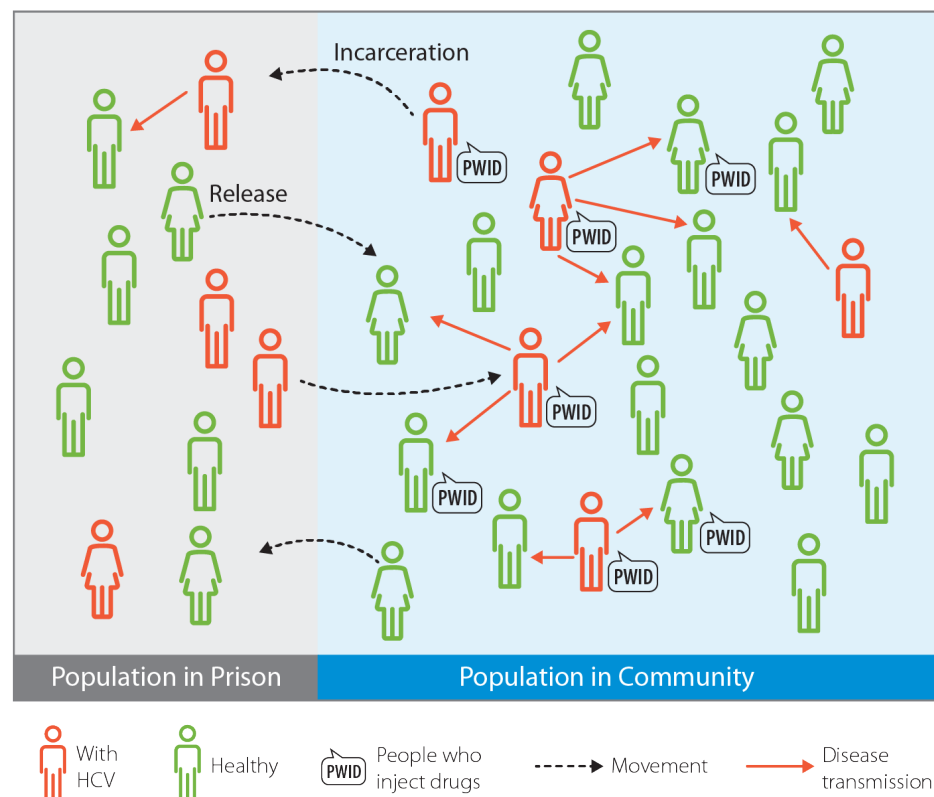 Incarceration
PWID
PWID
Release
PWID
PWID
PWID
PWID
PWID
Population in Prison
Population in Community
With
HCV
Healthy
PWID
People who
inject drugs
Movement
Disease
transmission